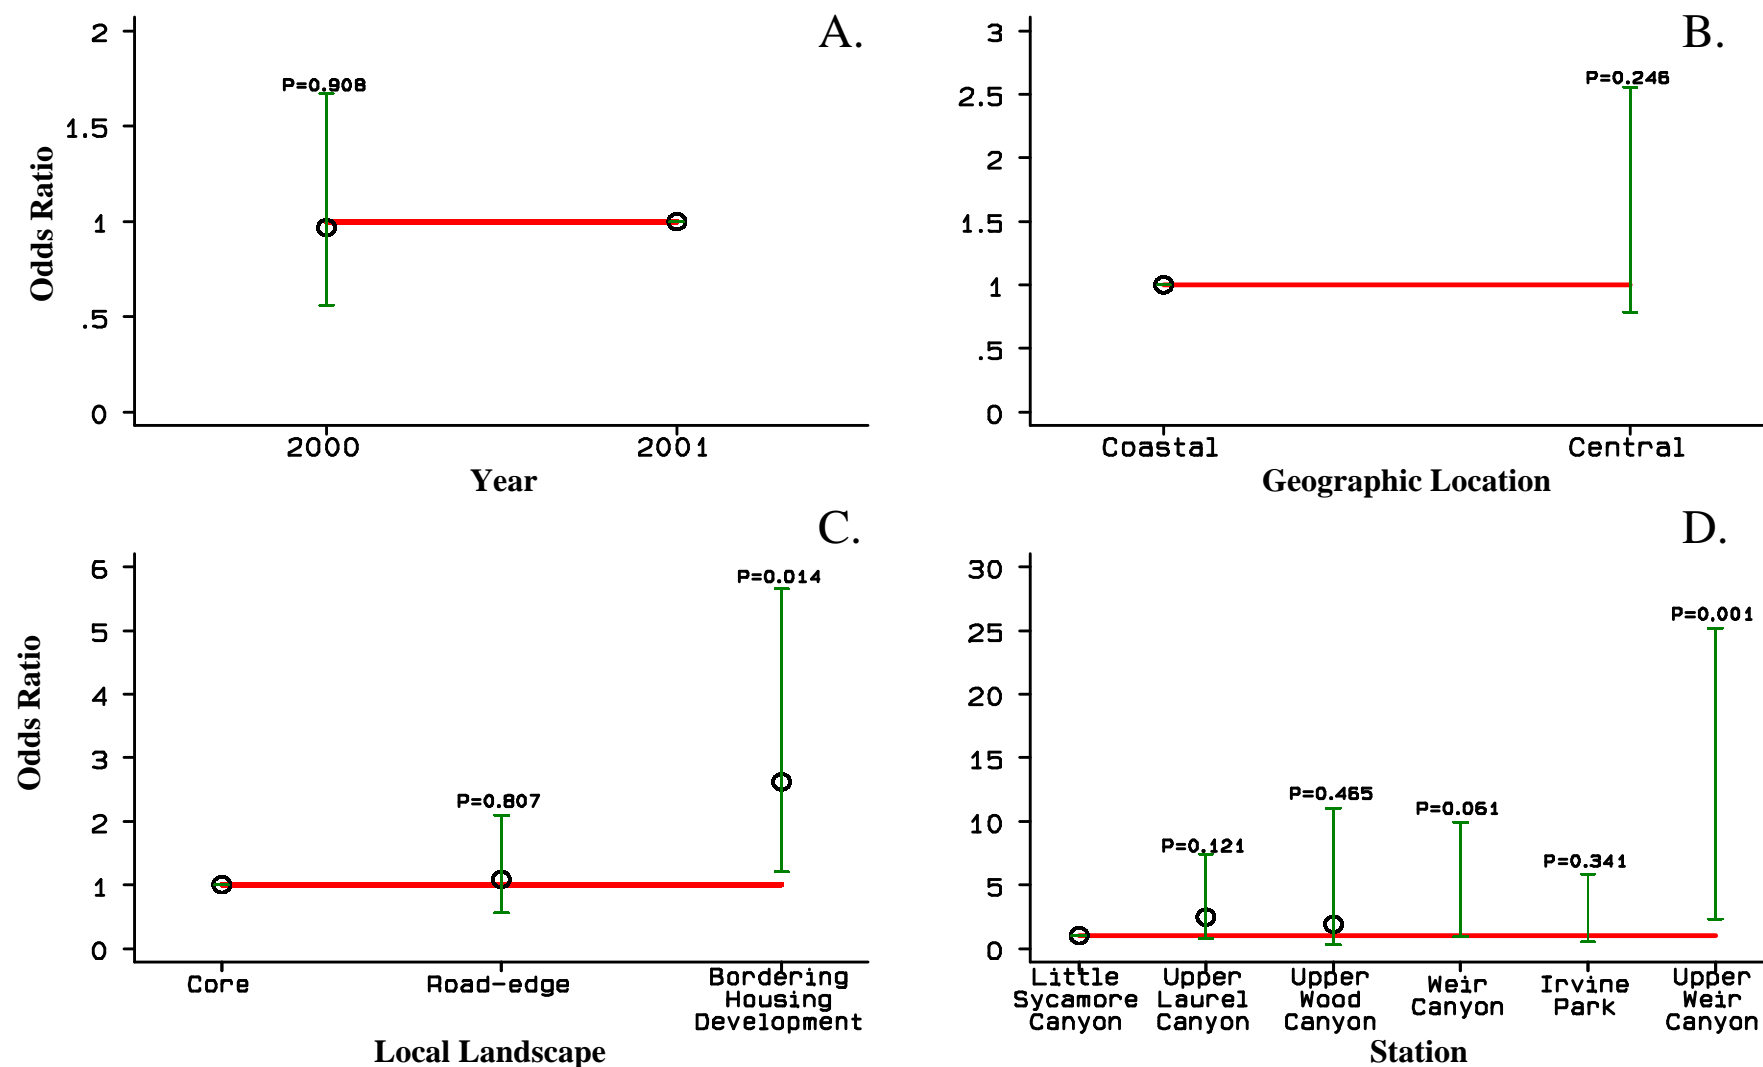 A.
2
P=0.908
1.5
1
.5
0
Odds Ratio
2000
2001
Year
B.
3
P=0.246
2.5
2
1.5
1
.5
0
Coastal
Central
Geographic Location
C.
6
P=0.014
5
4
3
P=0.807
2
1
0
Odds Ratio
Core
Road-edge
Bordering
Housing
Development
Local Landscape
D.
30
P=0.001
25
20
15
P=0.465
P=0.061
10
P=0.121
P=0.341
5
0
Little
Sycamore
Canyon
Upper
Laurel
Canyon
Upper
Wood
Canyon
Weir
Canyon
Irvine
Park
Upper
Weir
Canyon
Station